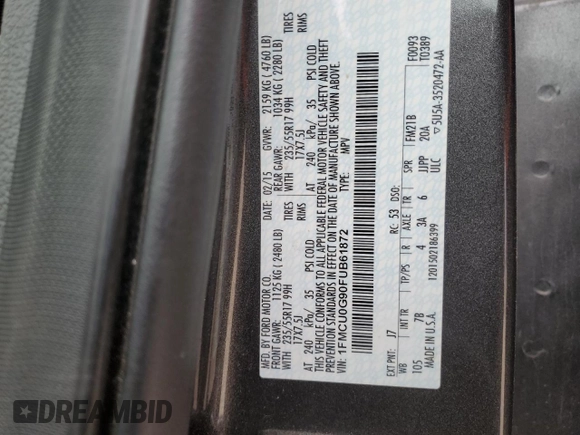 MFD. BY FORD MOTOR CO.
DATE: 02/15 GVWR: 2159 KG ( 4760 LB)
FRONT GAWR: 1125 KG ( 2480 LB) REAR GAWR: 1034 KG ( 2280 LB)
WITH 235/55R17 99H TIRES WITH 235/55R17 99H TIRES
17X7.5J RIMS 17X7.5J RIMS
AT 240 kPa/ 35 PSI COLD AT 240 kPa/ 35 PSI COLD
THIS VEHICLE CONFORMS TO ALL APPLICABLE FEDERAL MOTOR VEHICLE SAFETY AND THEFT
PREVENTION STANDARDS IN EFFECT ON THE DATE OF MANUFACTURE SHOWN ABOVE.
VIN: 1FMCU0G90FUB61872
TYPE: MPV
EXT PNT: J7 RC: 53 DSO: FM21B F0093
WB INT TR TP/PS R AXLE TR SPR T0389
105 7B 4 3A 6 JJPP 20A
MADE IN U.S.A. ULC ▽5U5A-3520472-AA
1201502186399
DREAMBID